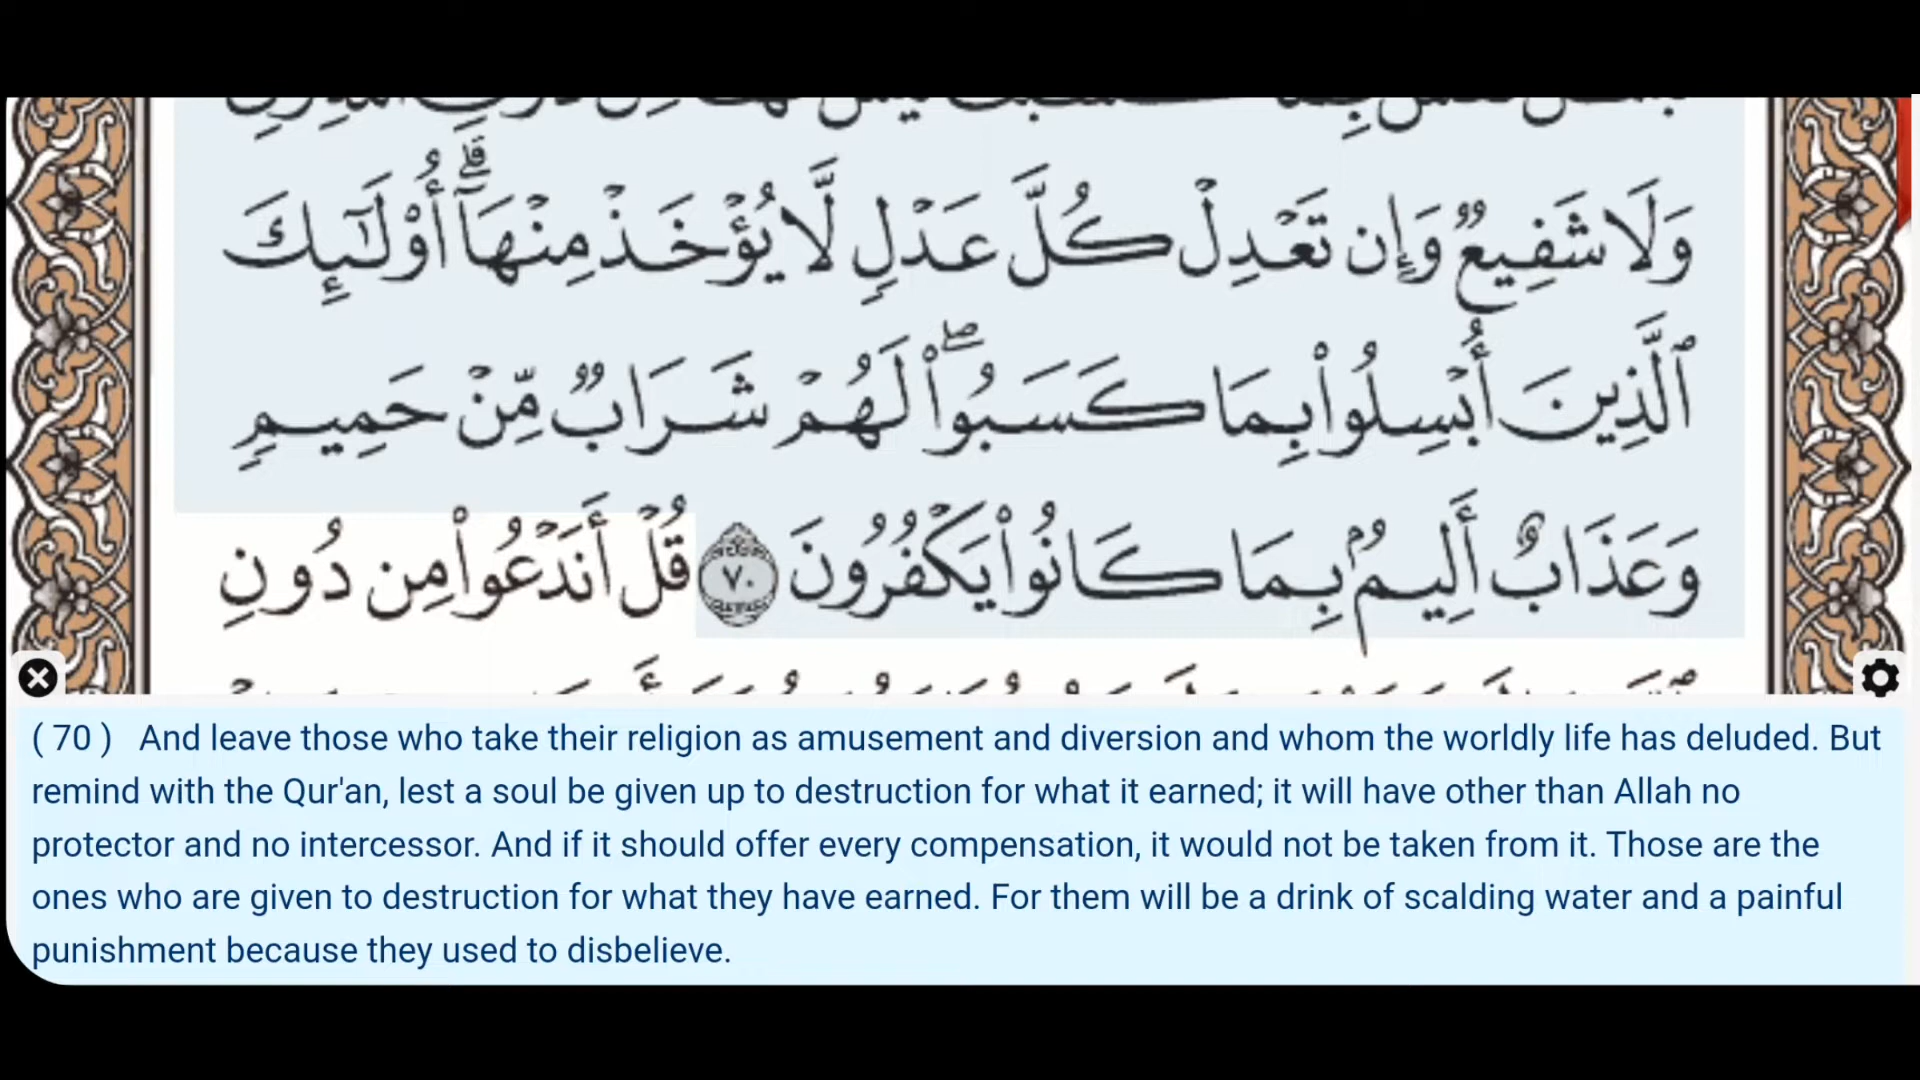 وَلَا شَفِيعٌ وَإِن تَعْدِلْ كُلَّ عَدْلٍ لَّا يُؤْخَذْ مِنْهَآ ۗ أُو۟لَـٰٓئِكَ
ٱلَّذِينَ أُبْسِلُوا۟ بِمَا كَسَبُوا۟ ۖ لَهُمْ شَرَابٌ مِّنْ حَمِيمٍ
وَعَذَابٌ أَلِيمٌۢ بِمَا كَانُوا۟ يَكْفُرُونَ ٧٠ قُلْ أَنَدْعُوا۟ مِن دُونِ
( 70 ) And leave those who take their religion as amusement and diversion and whom the worldly life has deluded. But
remind with the Qur'an, lest a soul be given up to destruction for what it earned; it will have other than Allah no
protector and no intercessor. And if it should offer every compensation, it would not be taken from it. Those are the
ones who are given to destruction for what they have earned. For them will be a drink of scalding water and a painful
punishment because they used to disbelieve.